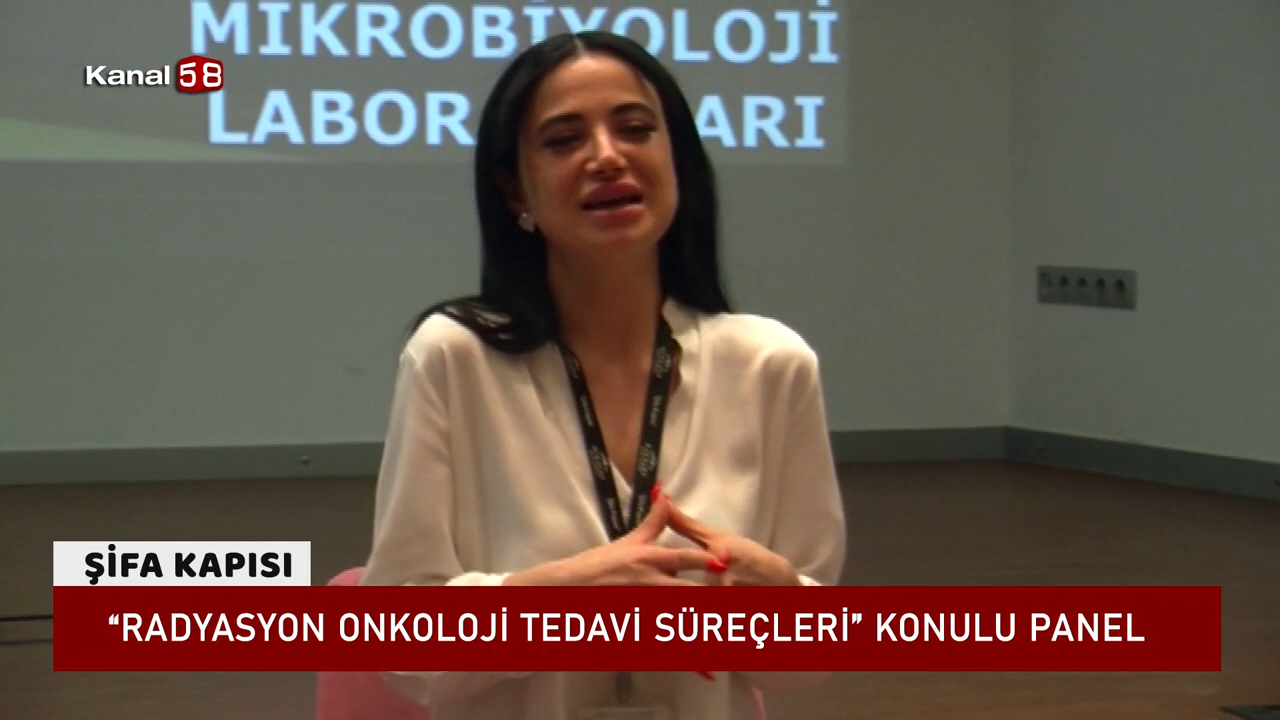 MİKROBİYOLOJİ
LABOR ARI
Kanal 58
ŞİFA KAPISI
“RADYASYON ONKOLOJİ TEDAVİ SÜREÇLERİ” KONULU PANEL